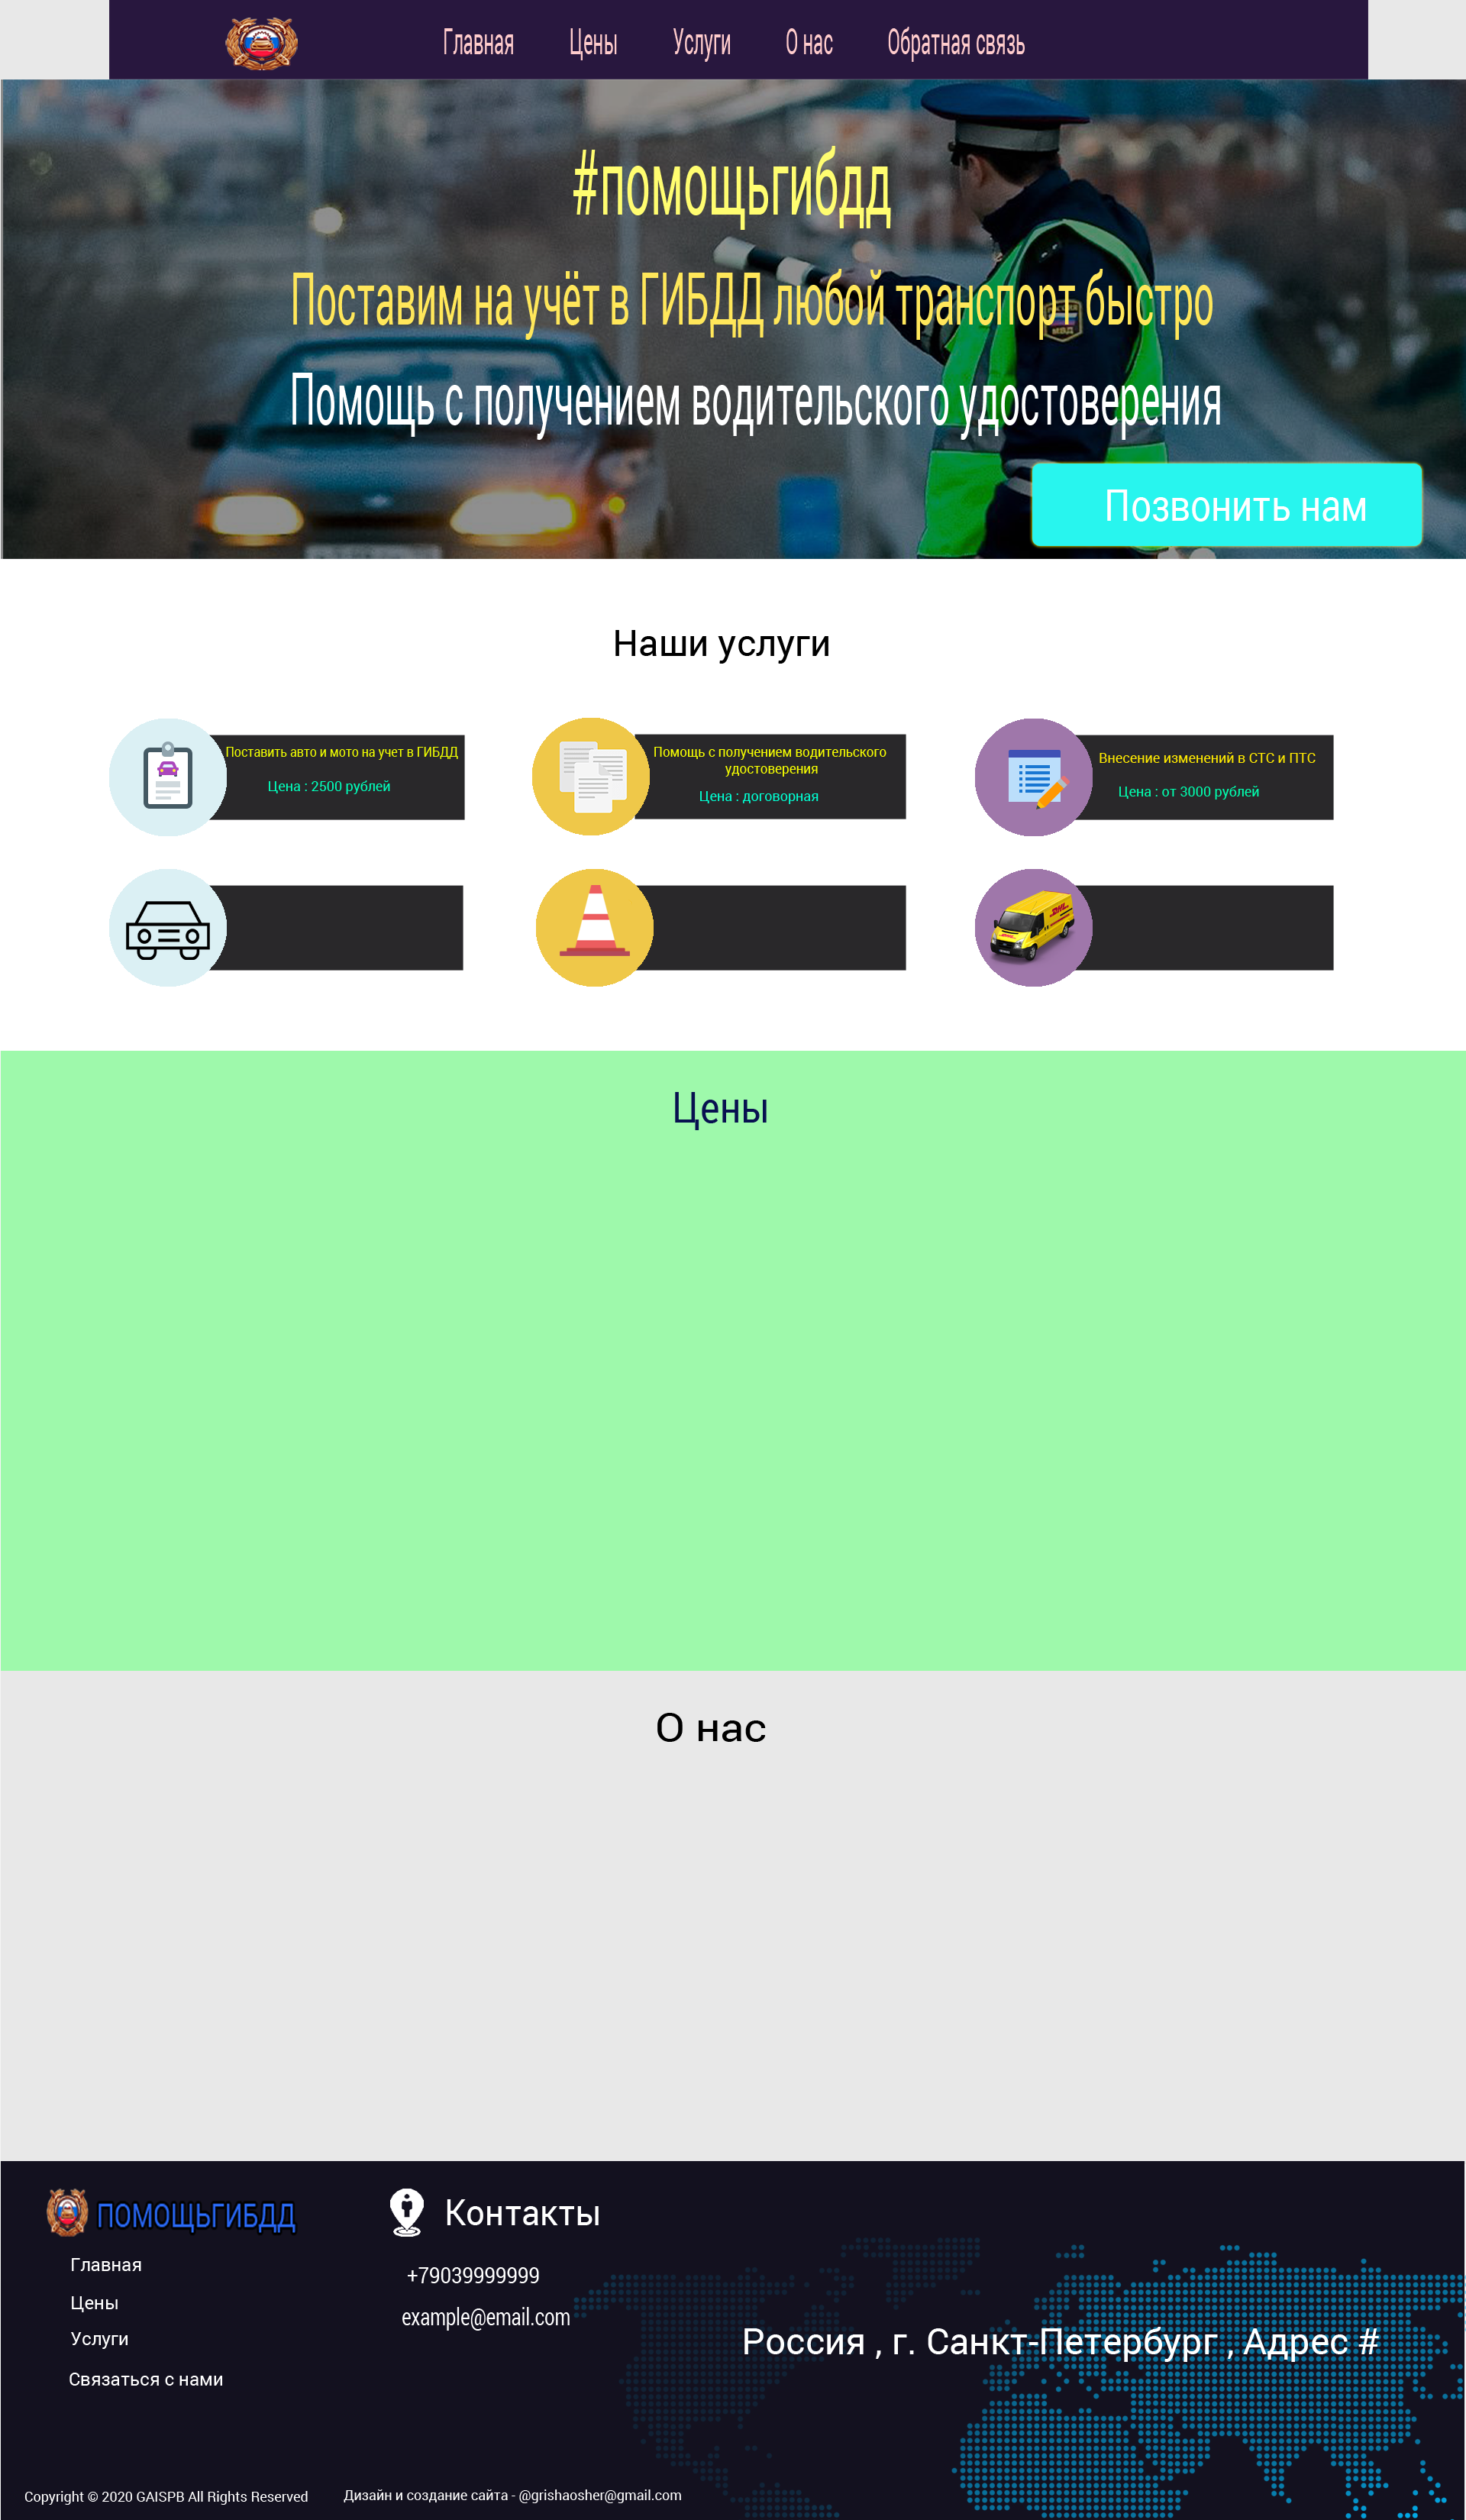 Главная Цены Услуги О нас Обратная связь
#помощьгибдд
Поставим на учёт в ГИБДД любой транспорт быстро
Помощь с получением водительского удостоверения
Позвонить нам
Наши услуги
Поставить авто и мото на учет в ГИБДД
Цена : 2500 рублей
Помощь с получением водительского
удостоверения
Цена : договорная
Внесение изменений в СТС и ПТС
Цена : от 3000 рублей
DHL
Цены
О нас
ПОМОЩЬГИБДД
Главная
Цены
Услуги
Связаться с нами
Контакты
+79039999999
example@email.com
Россия , г. Санкт-Петербург , Адрес #
Copyright © 2020 GAISPB All Rights Reserved
Дизайн и создание сайта - @grishaosher@gmail.com